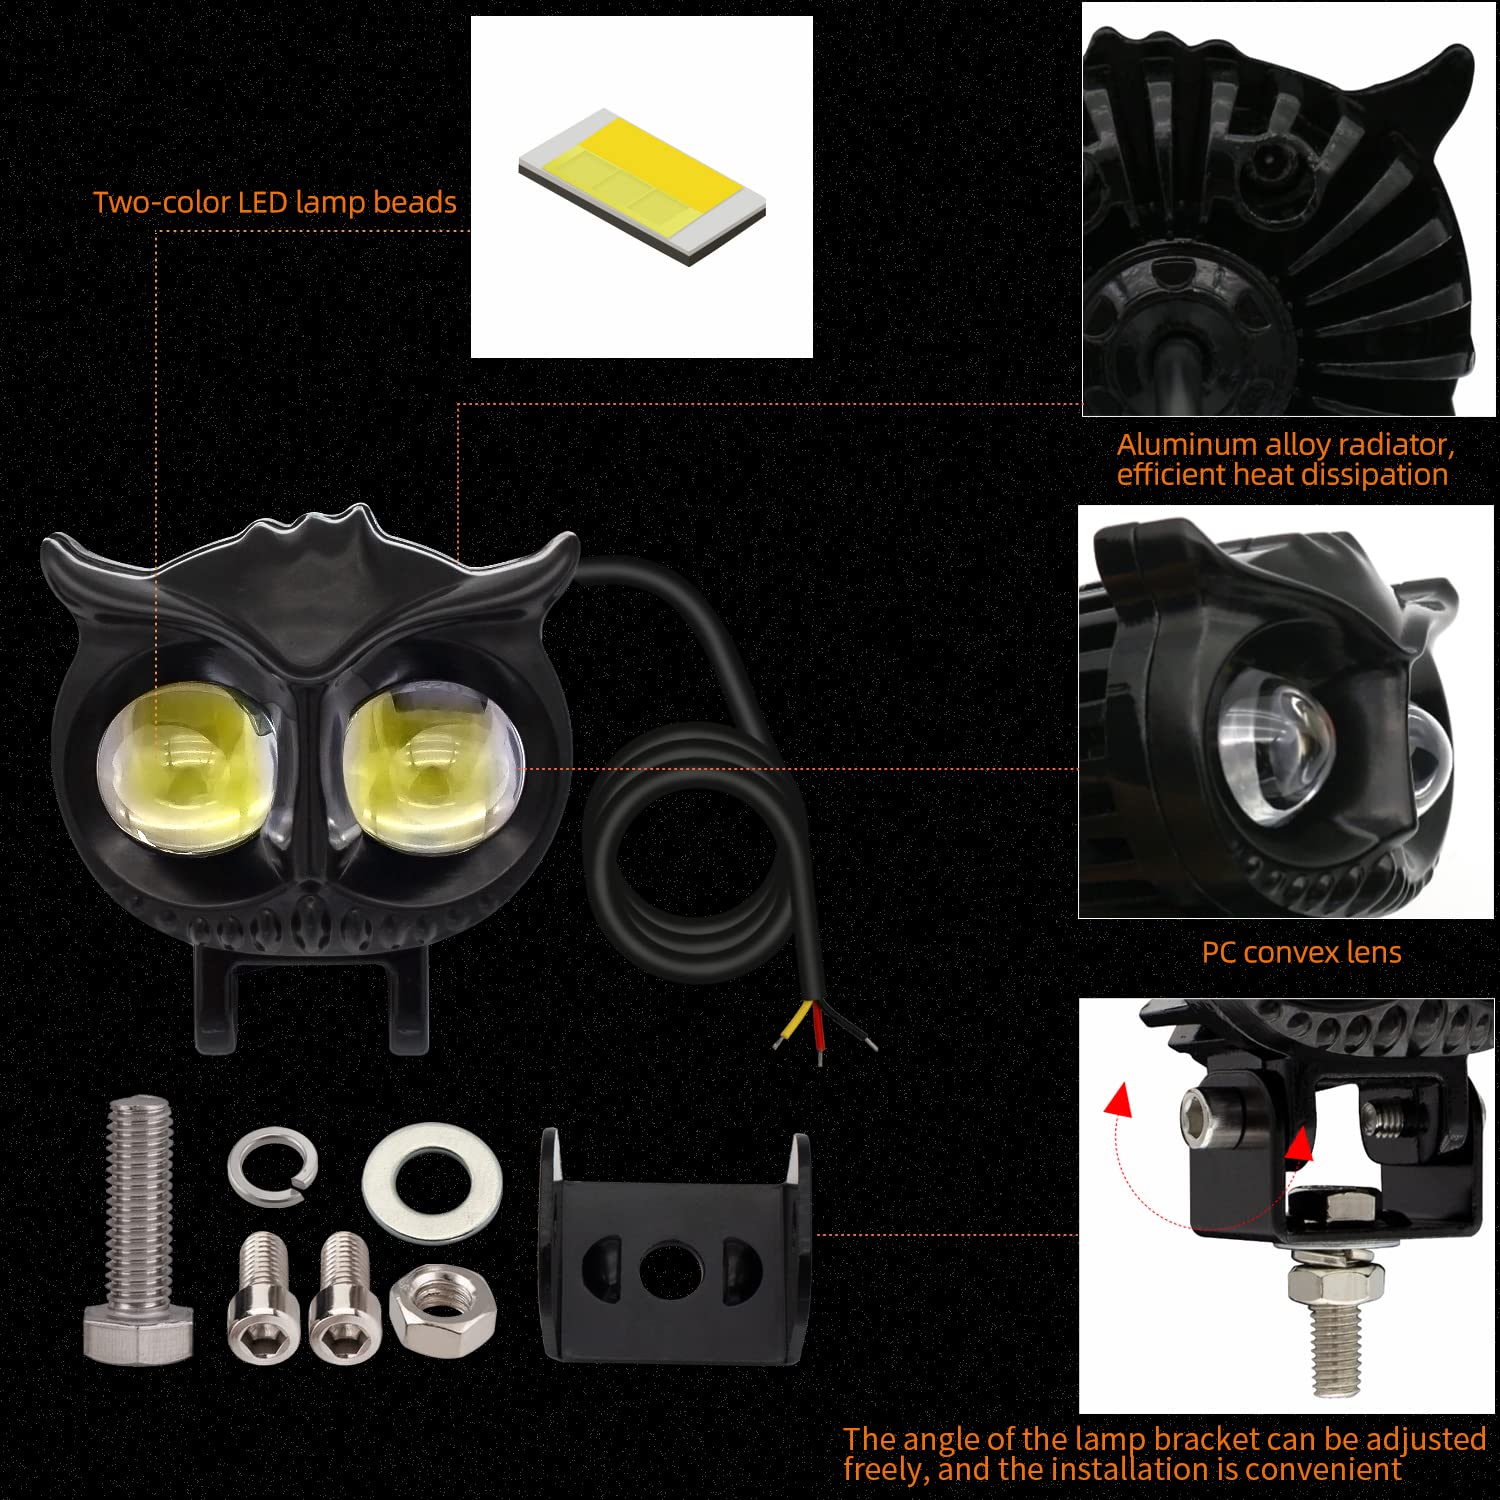 Two-color LED lamp beads
Aluminum alloy radiator,
efficient heat dissipation
PC convex lens
The angle of the lamp bracket can be adjusted
freely, and the installation is convenient